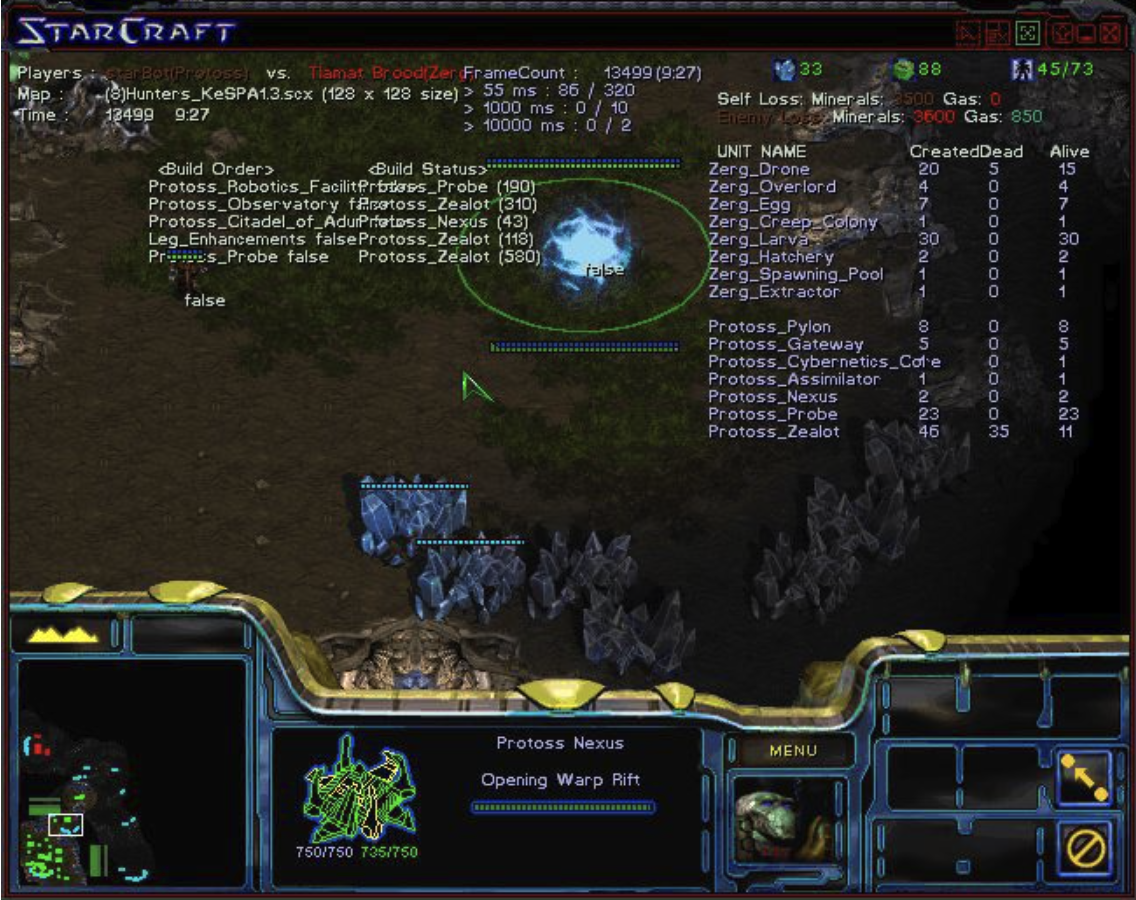 STARCRAFT
Players : starBot(Protoss) vs. Tiamat Brood(Zerg) FrameCount : 13499(9:27) 33 88 45/73
Map : (8)Hunters_KeSPA1.3.scx (128 x 128 size) > 55 ms : 86 / 320
Time : 13499 9:27 > 1000 ms : 0 / 10
> 10000 ms : 0 / 2
Self Loss: Minerals: 3500 Gas: 0
Enemy Loss: Minerals: 3600 Gas: 850
<Build Order> <Build Status>
Protoss_Robotics_Facilit Protoss_Probe (190)
Protoss_Observatory Protoss_Zealot (310)
Protoss_Citadel_of_Adun Protoss_Nexus (43)
Leg_Enhancements false Protoss_Zealot (118)
Protoss_Probe false Protoss_Zealot (580)
false
false
UNIT NAME Created Dead Alive
Zerg_Drone 20 5 15
Zerg_Overlord 4 0 4
Zerg_Egg 7 0 7
Zerg_Creep_Colony 1 0 1
Zerg_Larva 30 0 30
Zerg_Hatchery 2 0 2
Zerg_Spawning_Pool 1 0 1
Zerg_Extractor 1 0 1
Protoss_Pylon 8 0 8
Protoss_Gateway 5 0 5
Protoss_Cybernetics_Core 0 1
Protoss_Assimilator 1 0 1
Protoss_Nexus 2 0 2
Protoss_Probe 23 0 23
Protoss_Zealot 46 35 11
Protoss Nexus
Opening Warp Rift
750/750 735/750
MENU